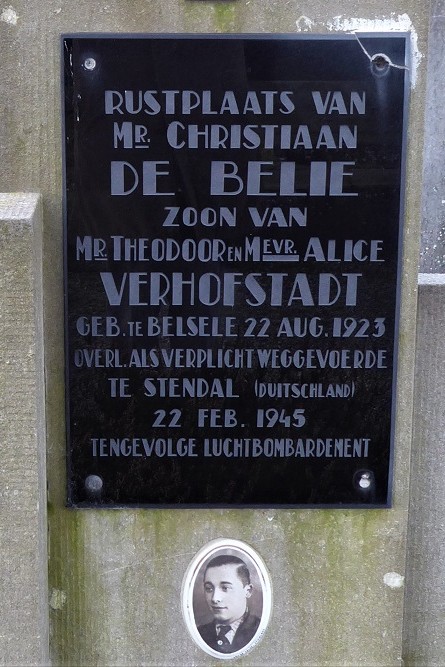 RUSTPLAATS VAN
MR. CHRISTIAAN
DE BELIE
ZOON VAN
MR. THEODOOR EN MEVR. ALICE
VERHOFSTADT
GEB. TE BELSELE 22 AUG. 1923
OVERL. ALS VERPLICHT WEGGEVOERDE
TE STENDAL (DUITSCHLAND)
22 FEB. 1945
TENGEVOLGE LUCHTBOMBARDEMENT